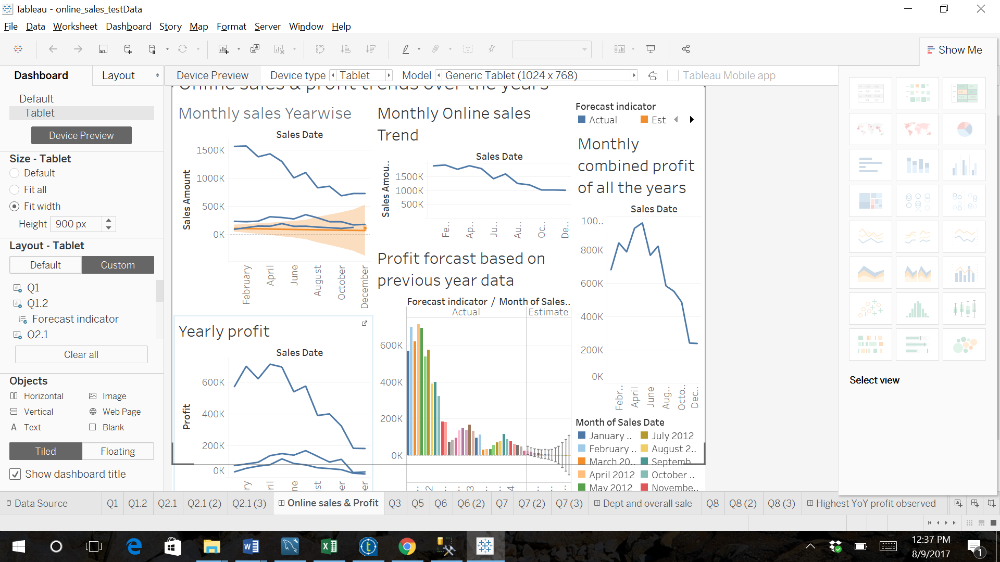 Tableau - online_sales_testData
File Data Worksheet Dashboard Story Map Format Server Window Help
Show Me
Dashboard Layout
Device Preview Device type Tablet Model Generic Tablet (1024 x 768) Tableau Mobile app
Default
Tablet
Device Preview
Size - Tablet
Default
Fit all
Fit width
Height 900 px
Layout - Tablet
Default Custom
Q1
Q1.2
Forecast indicator
Q2.1
Clear all
Objects
Horizontal Image
Vertical Web Page
A Text Blank
Tiled Floating
Show dashboard title
Online sales & profit trends over the years
Monthly sales Yearwise
Sales Date
Sales Amount
1500K
1000K
500K
0K
February
April
June
August
October
December
Yearly profit
Sales Date
Profit
600K
400K
200K
0K
Monthly Online sales
Trend
Sales Date
Sales Amou..
1500K
1000K
500K
Fe..
Ap..
Ju..
Au..
Oc..
De..
Profit forcast based on
previous year data
Forecast indicator / Month of Sales..
Actual Estimate
600K
400K
200K
0K
Forecast indicator
Actual Est
Monthly
combined profit
of all the years
Sales Date
100..
800K
600K
400K
200K
0K
Febr..
April
June
Aug..
Octo..
Dec..
Month of Sales Date
January .. July 2012
February .. August 2..
March 20.. Septemb..
April 2012 October ..
May 2012 Novembe..
Select view
Data Source Q1 Q1.2 Q2.1 Q2.1 (2) Q2.1 (3) Online sales & Profit Q3 Q5 Q6 Q6 (2) Q7 Q7 (2) Q7 (3) Dept and overall sale Q8 Q8 (2) Q8 (3) Highest YoY profit observed
12:37 PM
8/9/2017
1